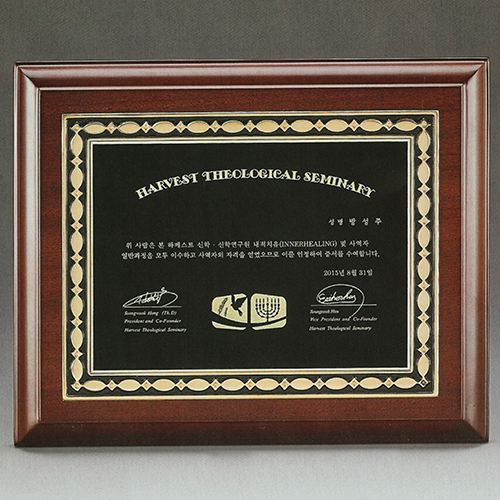 HARVEST THEOLOGICAL SEMINARY
성명 방 성 주
위 사람은 본 하베스트 신학 · 신학연구원 내적치유(INNERHEALING) 및 사역자
일반과정을 모두 이수하고 사역자의 자격을 얻었으므로 이를 인정하여 증서를 수여합니다.
2015년 8월 31일
Seongwook Hong (Th.D)
President and Co-Founder
Harvest Theological Seminary
Seungwon Heo
Vice President and Co-Founder
Harvest Theological Seminary